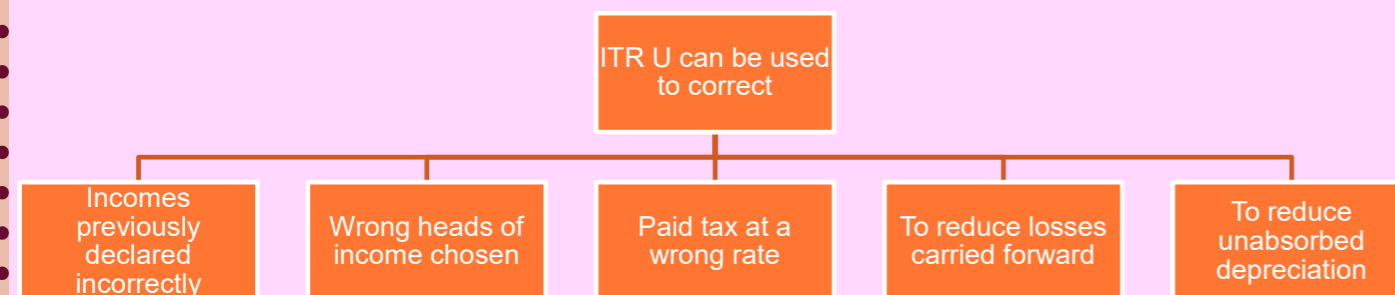 ITR U can be used
to correct
Incomes
previously
declared
incorrectly
Wrong heads of
income chosen
Paid tax at a
wrong rate
To reduce losses
carried forward
To reduce
unabsorbed
depreciation